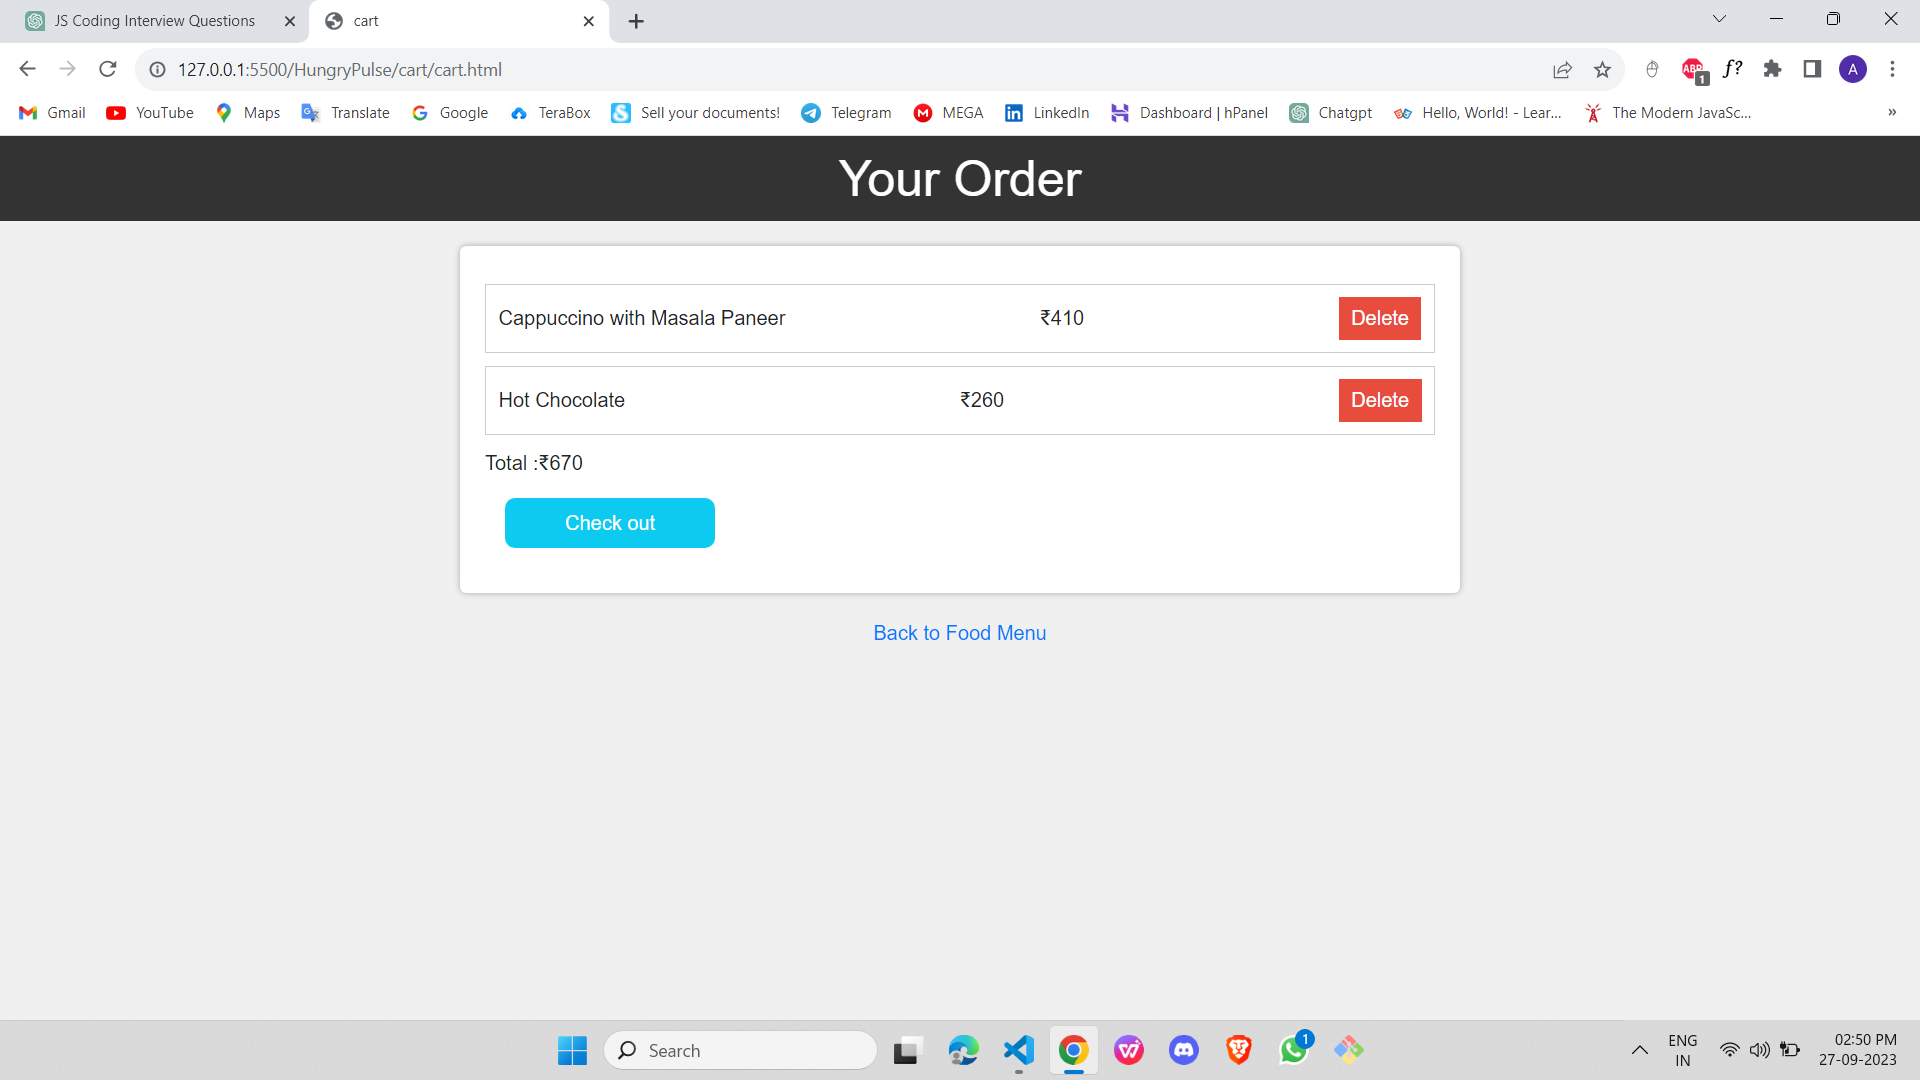 JS Coding Interview Questions
cart
127.0.0.1:5500/HungryPulse/cart/cart.html
ABP
1
f?
A
Gmail
YouTube
Maps
Translate
Google
TeraBox
Sell your documents!
Telegram
MEGA
LinkedIn
Dashboard | hPanel
Chatgpt
Hello, World! - Lear...
The Modern JavaSc...
»
Your Order
Cappuccino with Masala Paneer ₹410 Delete
Hot Chocolate ₹260 Delete
Total :₹670
Check out
Back to Food Menu
Search
1
ENG
IN
02:50 PM
27-09-2023